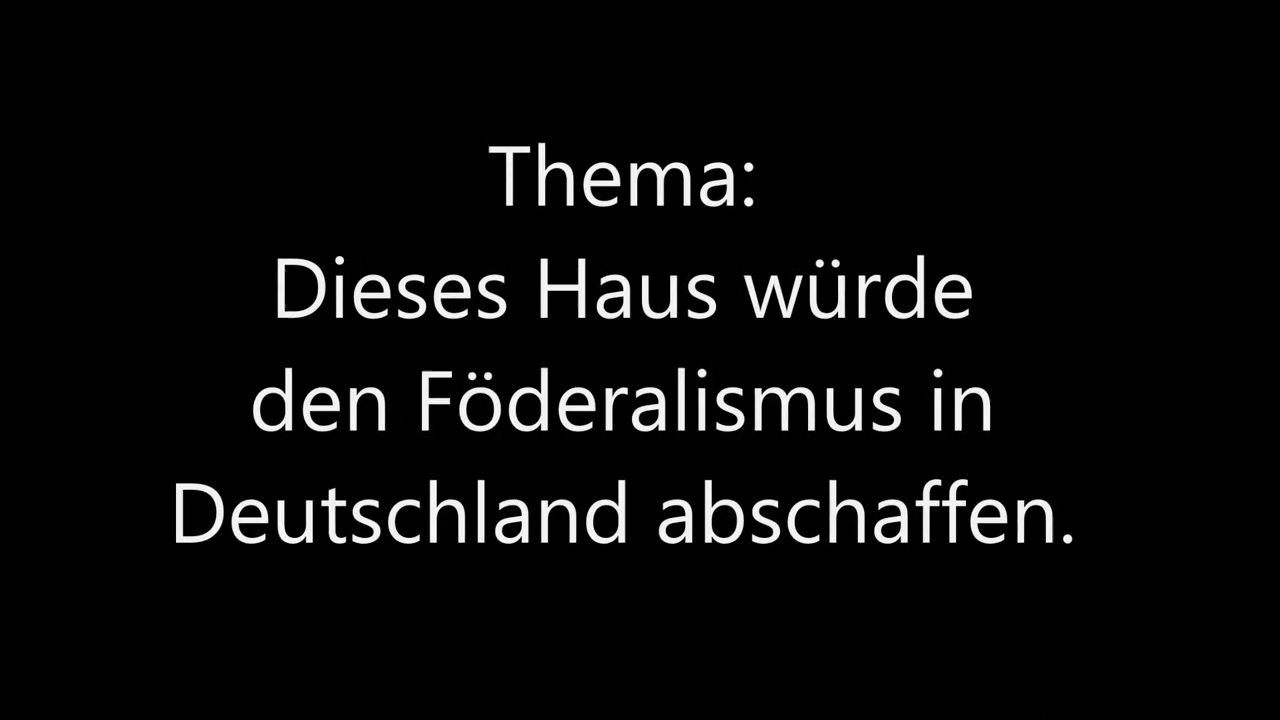 Thema:
Dieses Haus würde
den Föderalismus in
Deutschland abschaffen.